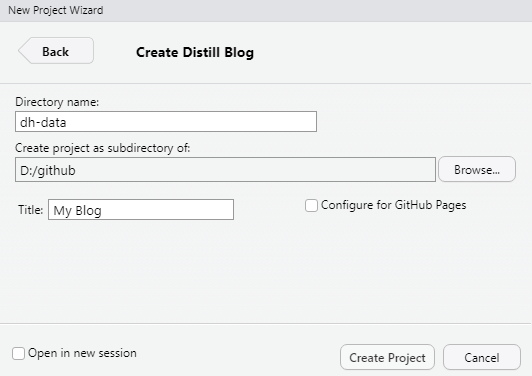 New Project Wizard
Back
Create Distill Blog
Directory name:
dh-data
Create project as subdirectory of:
D:/github
Browse...
Title: My Blog
Configure for GitHub Pages
Open in new session
Create Project
Cancel